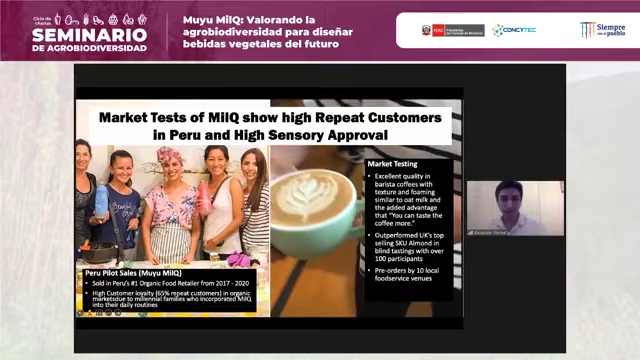 Ciclo de
charlas
SEMINARIO
DE AGROBIODIVERSIDAD
Muyu MilQ: Valorando la
agrobiodiversidad para diseñar
bebidas vegetales del futuro
PERÚ
Presidencia
del Consejo de Ministros
CONCYTEC
Siempre
con el pueblo
Market Tests of MilQ show high Repeat Customers
in Peru and High Sensory Approval
Peru Pilot Sales (Muyu MilQ)
• Sold in Peru's #1 Organic Food Retailer from 2017 - 2020
• High Customer loyalty (65% repeat customers) in organic
marketsdue to millennial families who incorporated MilQ
into their daily routines
Market Testing
• Excellent quality in
barista coffees with
texture and foaming
similar to oat milk and
the added advantage
that "You can taste the
coffee more."
• Outperformed UK's top
selling SKU Almond in
blind tastings with over
100 participants
• Pre-orders by 10 local
foodservice venues